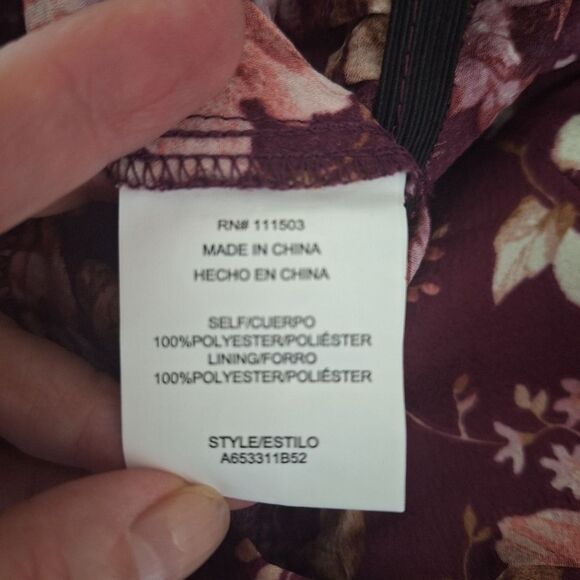 RN# 111503
MADE IN CHINA
HECHO EN CHINA
SELF/CUERPO
100%POLYESTER/POLIÉSTER
LINING/FORRO
100%POLYESTER/POLIÉSTER
STYLE/ESTILO
A653311B52